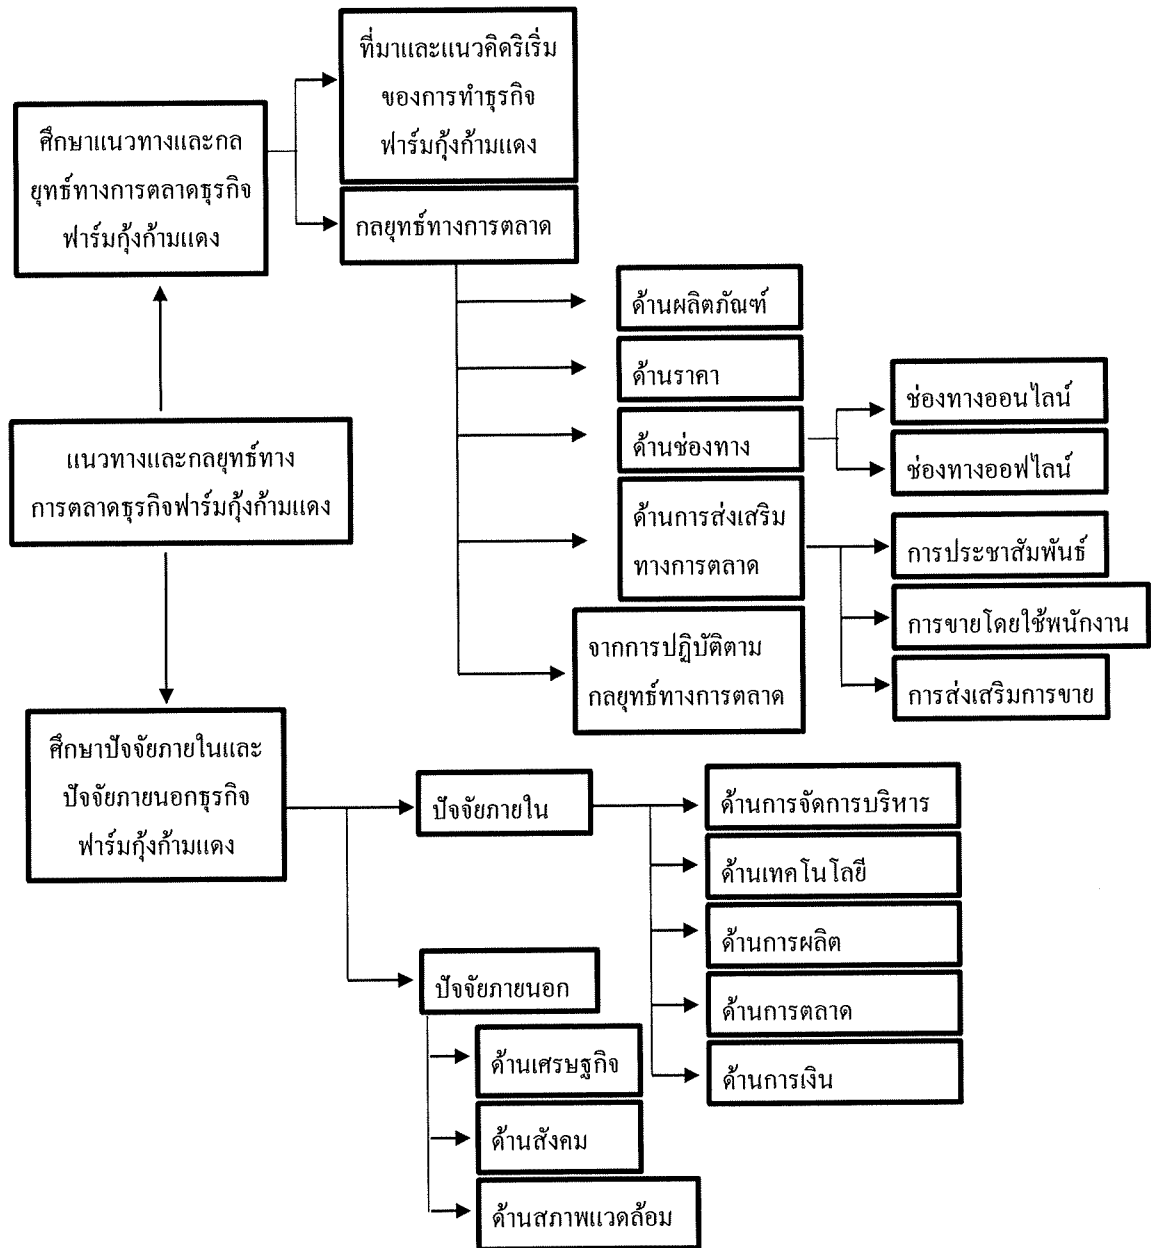 ที่มาและแนวคิดริเริ่ม
ของการทำธุรกิจ
ฟาร์มกุ้งก้ามแดง
ศึกษาแนวทางและกล
ยุทธ์ทางการตลาดธุรกิจ
ฟาร์มกุ้งก้ามแดง
กลยุทธ์ทางการตลาด
ด้านผลิตภัณฑ์
ด้านราคา
ด้านช่องทาง
ช่องทางออนไลน์
ช่องทางออฟไลน์
แนวทางและกลยุทธ์ทาง
การตลาดธุรกิจฟาร์มกุ้งก้ามแดง
ด้านการส่งเสริม
ทางการตลาด
การประชาสัมพันธ์
การขายโดยใช้พนักงาน
การส่งเสริมการขาย
จากการปฏิบัติตาม
กลยุทธ์ทางการตลาด
ศึกษาปัจจัยภายในและ
ปัจจัยภายนอกธุรกิจ
ฟาร์มกุ้งก้ามแดง
ปัจจัยภายใน
ด้านการจัดการบริหาร
ด้านเทคโนโลยี
ด้านการผลิต
ด้านการตลาด
ด้านการเงิน
ปัจจัยภายนอก
ด้านเศรษฐกิจ
ด้านสังคม
ด้านสภาพแวดล้อม